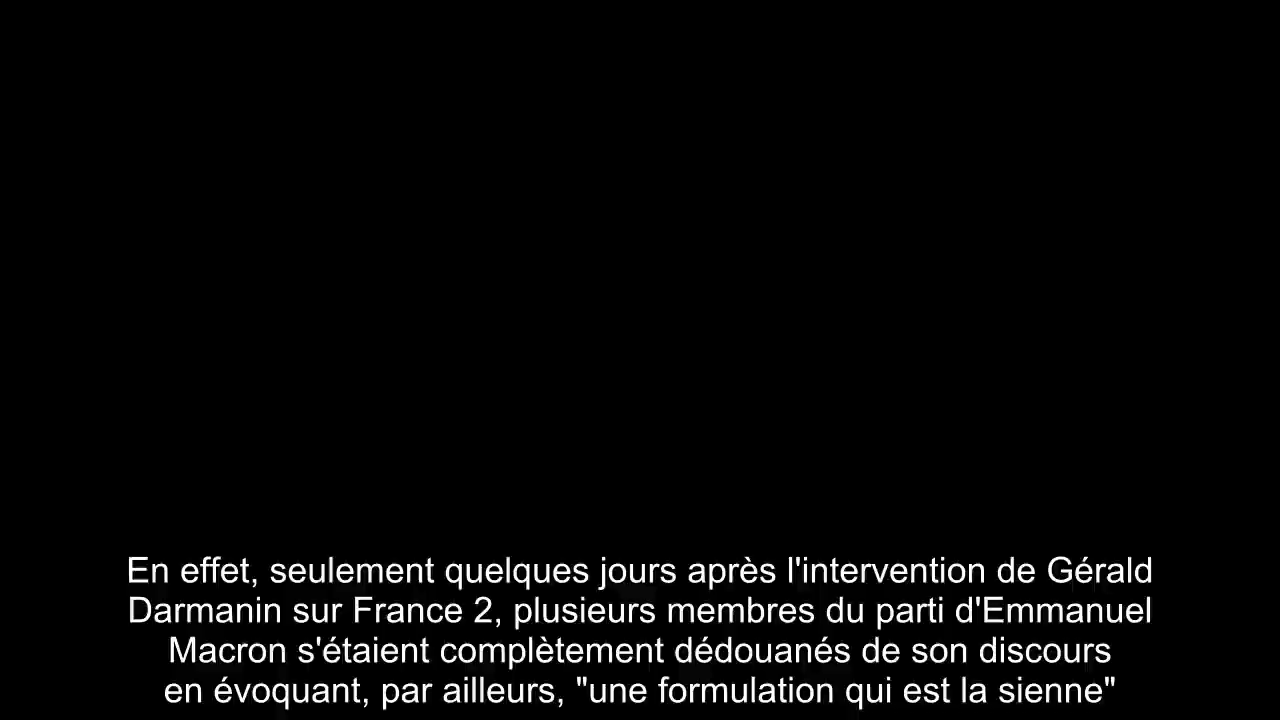 En effet, seulement quelques jours après l'intervention de Gérald
Darmanin sur France 2, plusieurs membres du parti d'Emmanuel
Macron s'étaient complètement dédouanés de son discours
en évoquant, par ailleurs, "une formulation qui est la sienne"